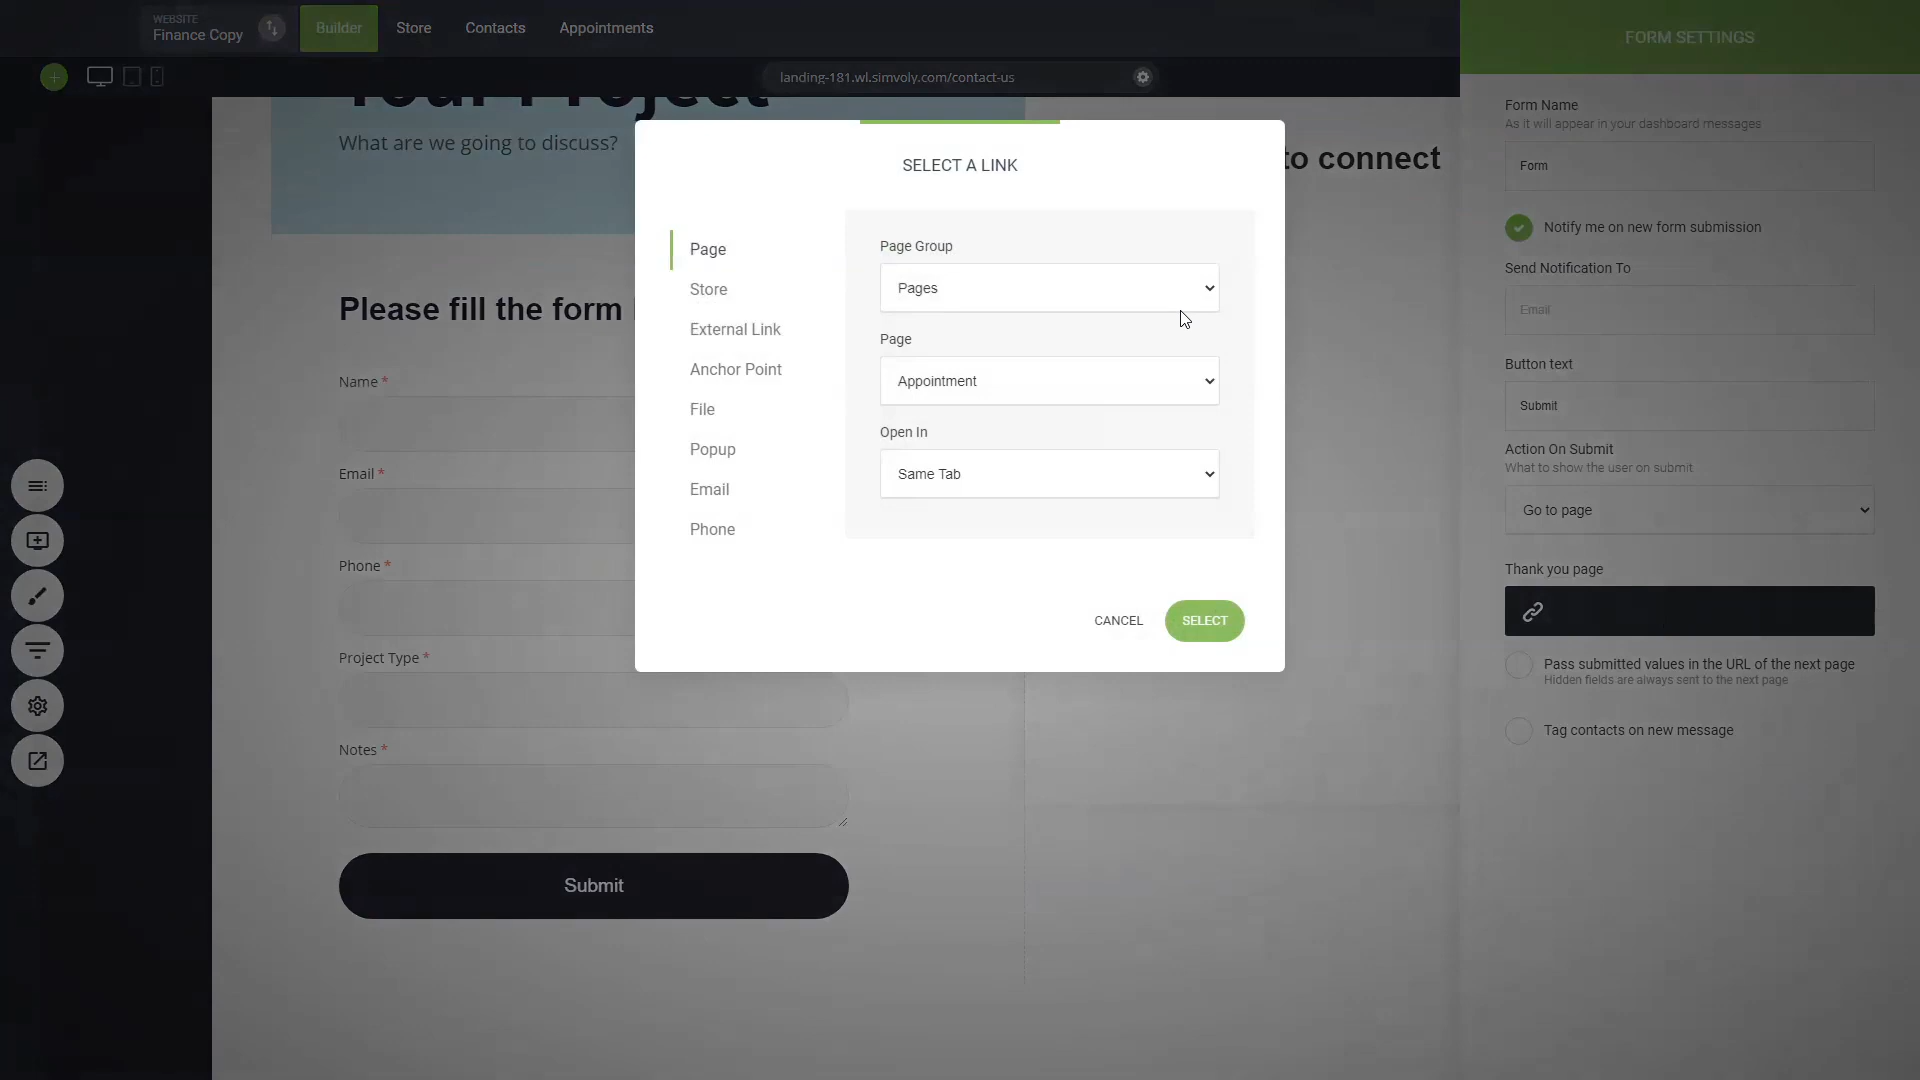 WEBSITE
Finance Copy
Builder
Store
Contacts
Appointments
landing-181.wl.simvoly.com/contact-us
Your Project
What are we going to discuss?
to connect
Please fill the form
Name *
Email *
Phone *
Project Type *
Notes *
Submit
SELECT A LINK
Page
Store
External Link
Anchor Point
File
Popup
Email
Phone
Page Group
Pages
Page
Appointment
Open In
Same Tab
CANCEL
SELECT
FORM SETTINGS
Form Name
As it will appear in your dashboard messages
Form
Notify me on new form submission
Send Notification To
Email
Button text
Submit
Action On Submit
What to show the user on submit
Go to page
Thank you page
Pass submitted values in the URL of the next page
Hidden fields are always sent to the next page
Tag contacts on new message